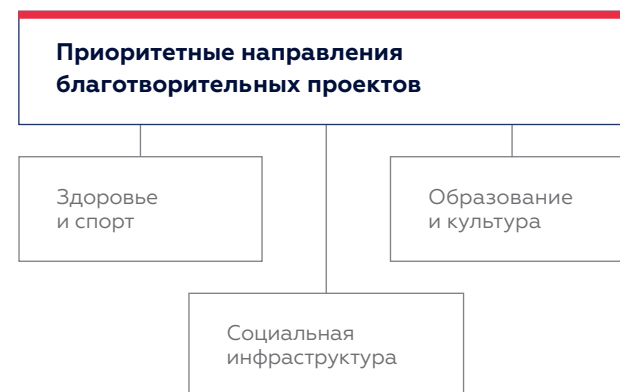 Приоритетные направления
благотворительных проектов
Здоровье
и спорт
Образование
и культура
Социальная
инфраструктура